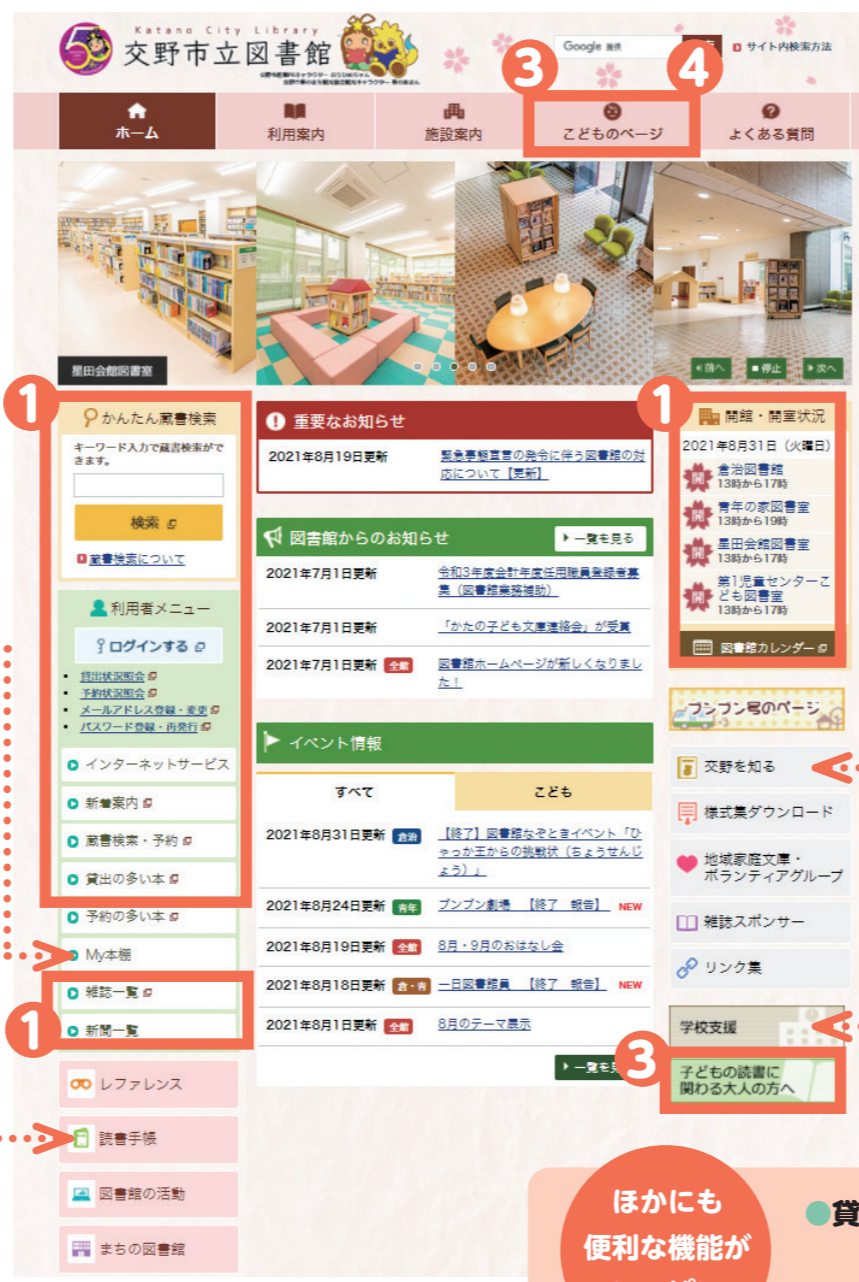 Katano City Library
交野市立図書館
Google 提供
サイト内検索方法
3
4
ホーム
利用案内
施設案内
こどものページ
よくある質問
星田会館図書室
前へ
停止
次へ
1
かんたん蔵書検索
キーワード入力で蔵書検索がで
きます。
検索
蔵書検索について
利用者メニュー
ログインする
貸出状況照会
予約状況照会
メールアドレス登録・変更
パスワード登録・再発行
インターネットサービス
新着案内
蔵書検索・予約
貸出の多い本
予約の多い本
My本棚
1
雑誌一覧
新聞一覧
レファレンス
読書手帳
図書館の活動
まちの図書館
重要なお知らせ
2021年8月19日更新 緊急事態宣言の発令に伴う図書館の対
応について【更新】
図書館からのお知らせ 一覧を見る
2021年7月1日更新 令和3年度会計年度任用職員登録者募
集（図書館業務補助）
2021年7月1日更新 「かたの子ども文庫連絡会」が受賞
2021年7月1日更新 全館 図書館ホームページが新しくなりまし
た！
イベント情報
すべて こども
2021年8月31日更新 倉治 【終了】図書館なぞときイベント「ひ
ゃっか王からの挑戦状（ちょうせんじ
ょう）」
2021年8月24日更新 青年 ブンブン劇場 【終了 報告】 NEW
2021年8月19日更新 全館 8月・9月のおはなし会
2021年8月18日更新 倉・青 一日図書館員 【終了 報告】 NEW
2021年8月1日更新 全館 8月のテーマ展示
一覧を見
1
開館・開室状況
2021年8月31日（火曜日）
開 倉治図書館
13時から17時
開 青年の家図書室
13時から19時
開 星田会館図書室
13時から17時
開 第1児童センターこ
ども図書室
13時から17時
図書館カレンダー
ブンブン号のページ
交野を知る
様式集ダウンロード
地域家庭文庫・
ボランティアグループ
雑誌スポンサー
リンク集
学校支援
3
子どもの読書に
関わる大人の方へ
ほかにも
便利な機能が
●貸